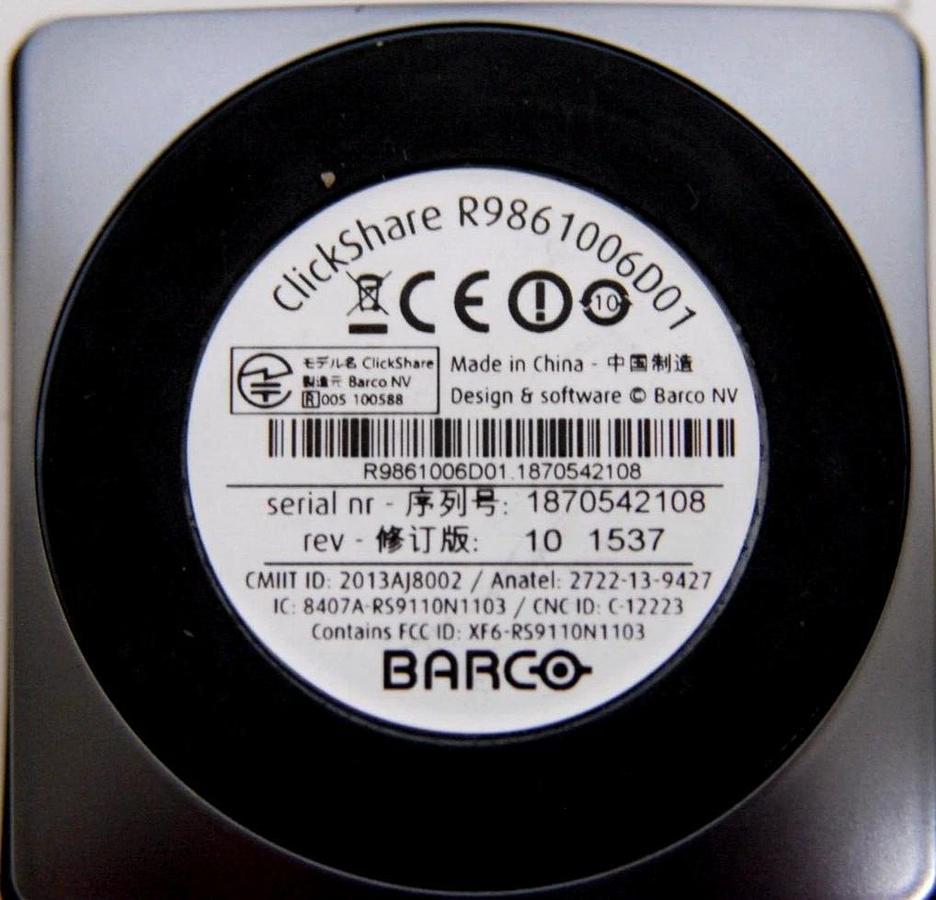 ClickShare R9861006D01
CE
10
モデル名 ClickShare
製造元 Barco NV
R 005 100588
Made in China - 中国制造
Design & software © Barco NV
R9861006D01.1870542108
serial nr - 序列号: 1870542108
rev - 修订版: 10 1537
CMIIT ID: 2013AJ8002 / Anatel: 2722-13-9427
IC: 8407A-RS9110N1103 / CNC ID: C-12223
Contains FCC ID: XF6-RS9110N1103
BARCO